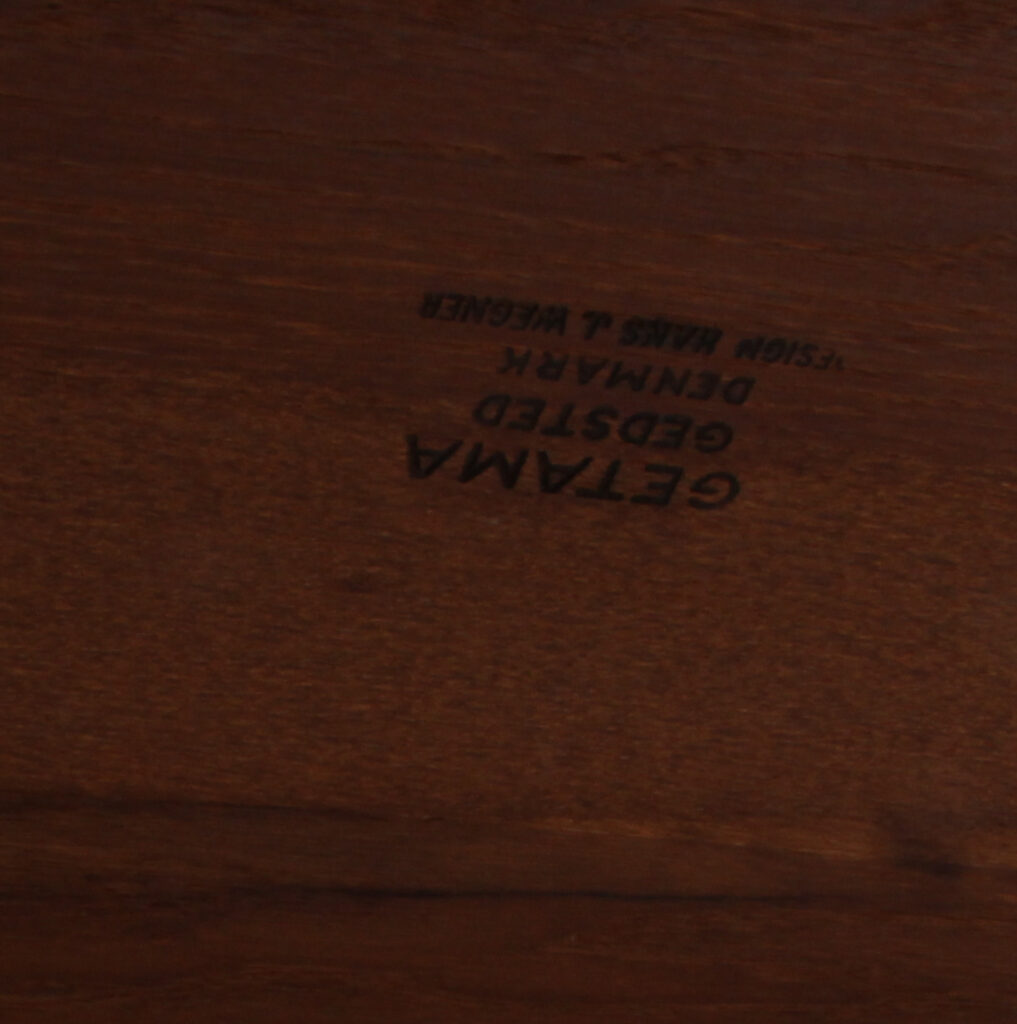 GETAMA
GEDSTED
DENMARK
DESIGN HANS J. WEGNER